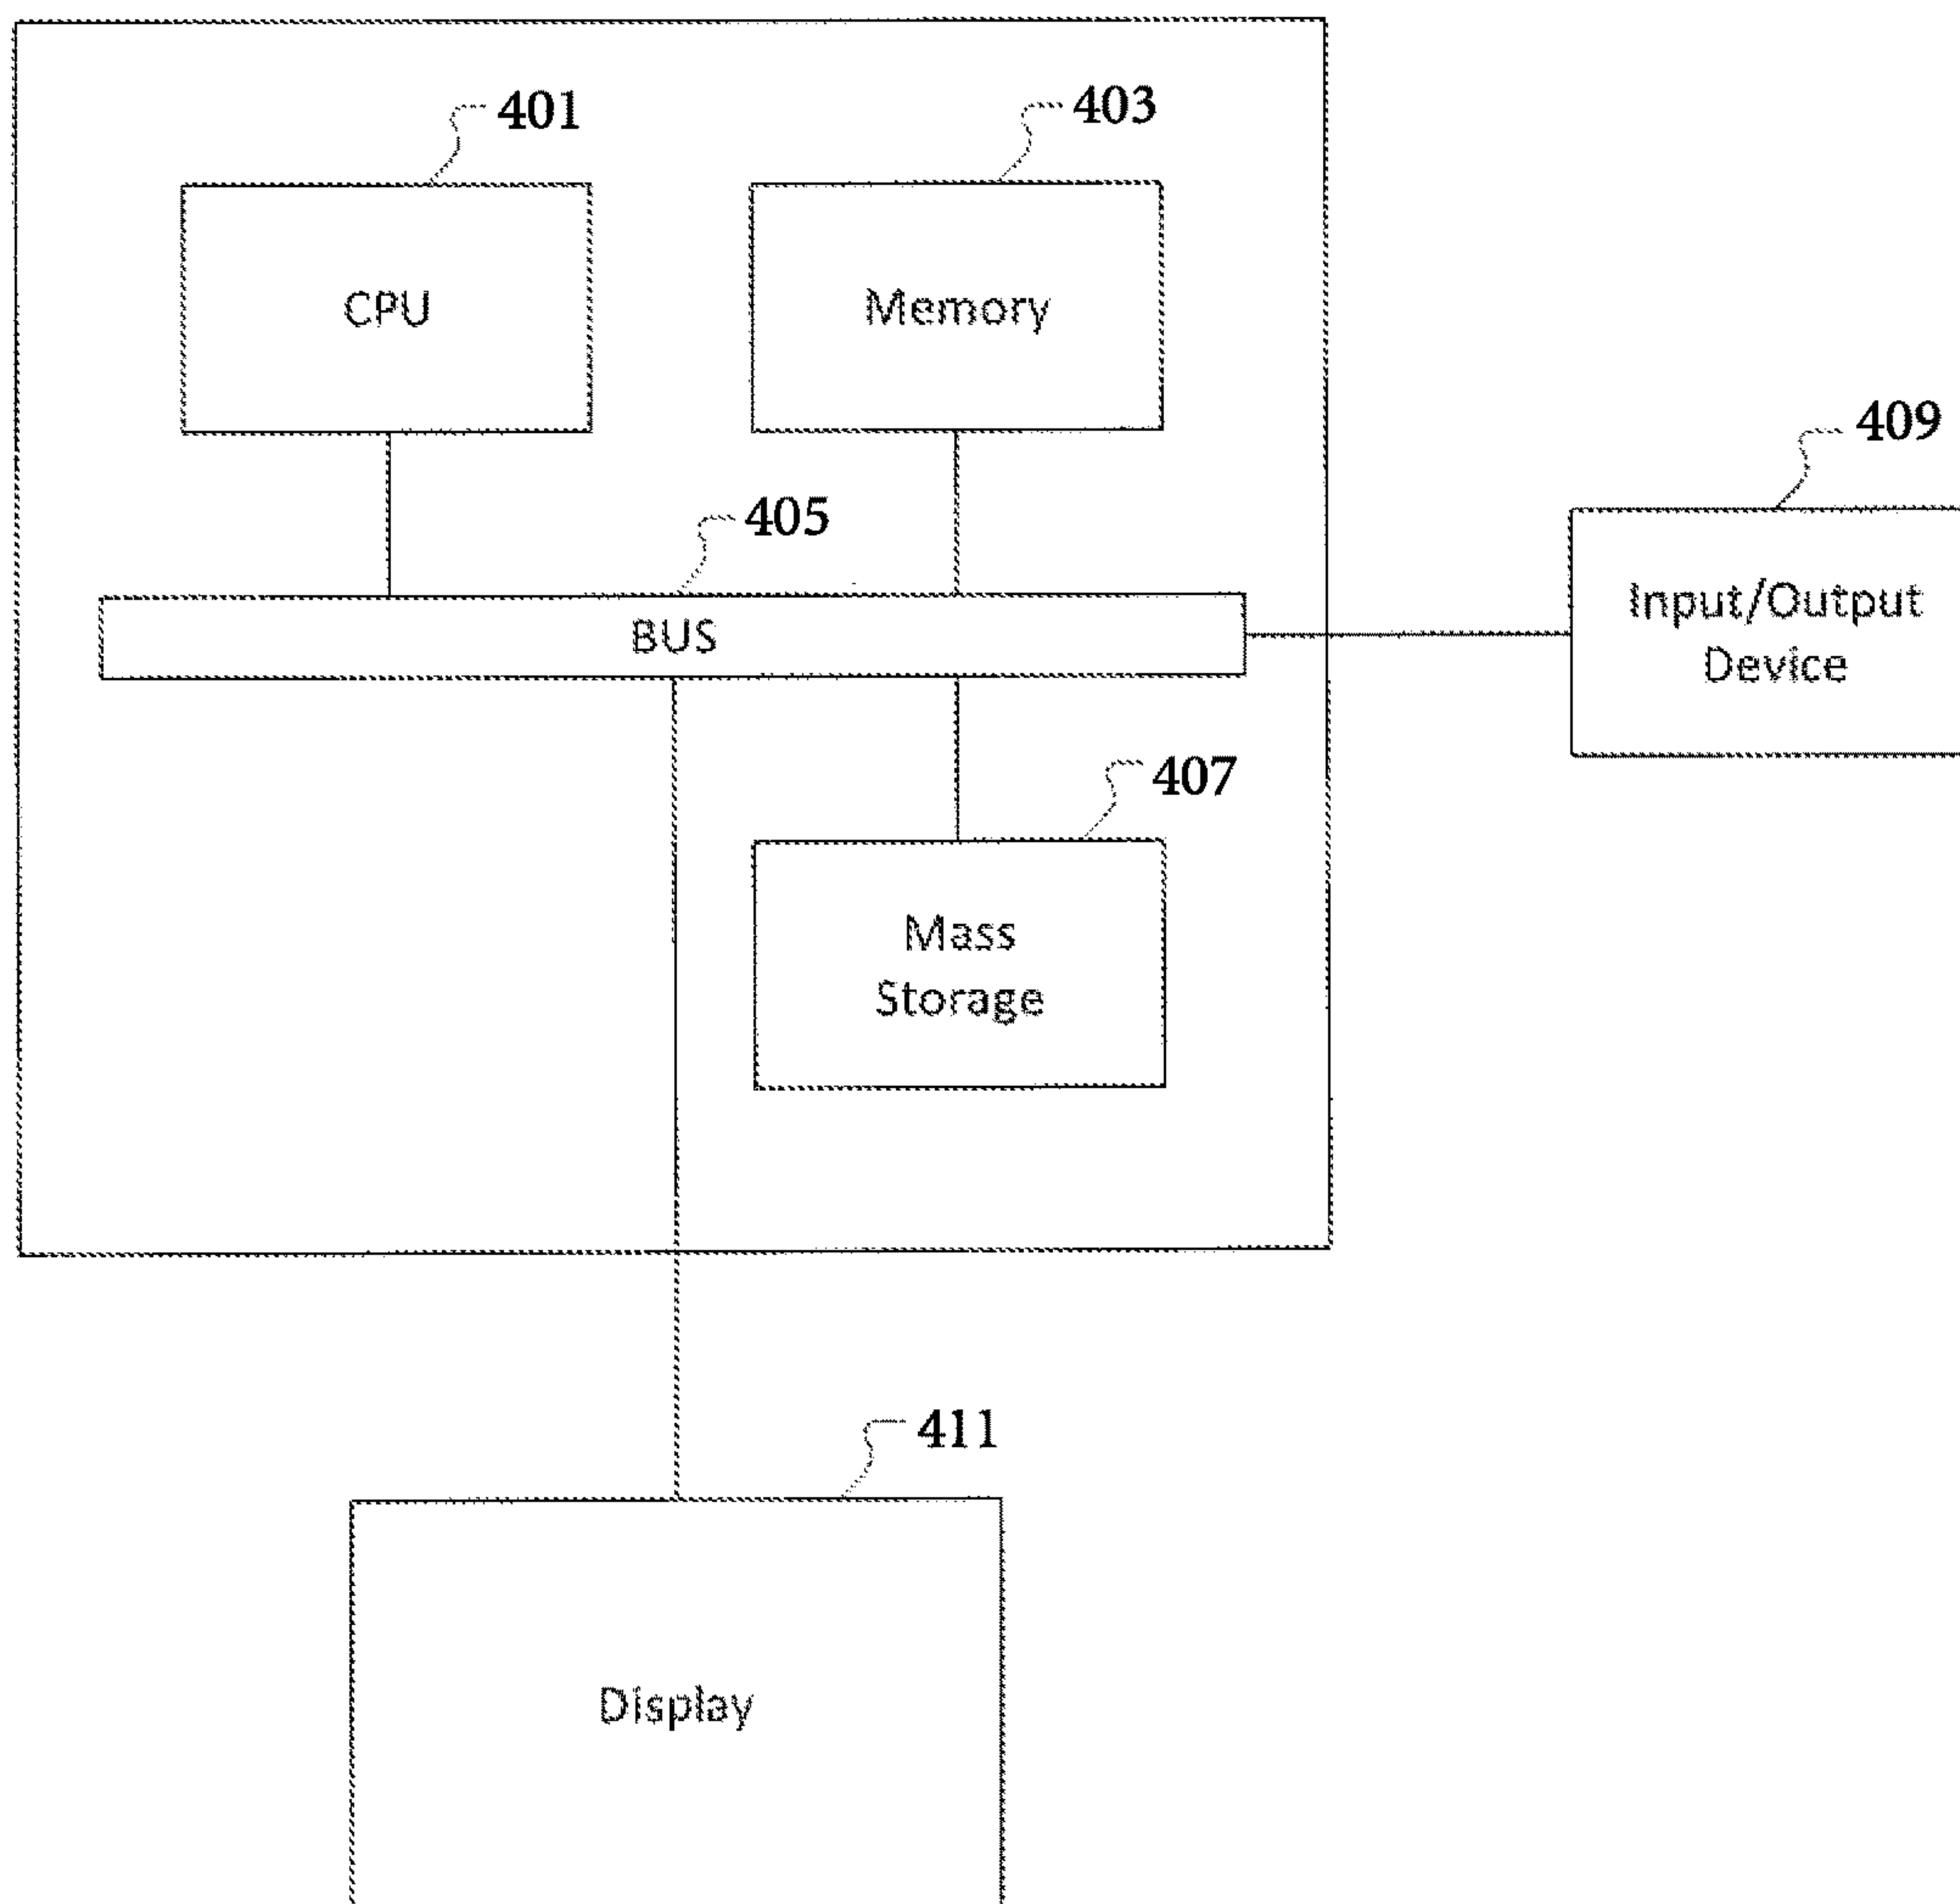 401
403
CPU
Memory
409
405
Input/Output
Device
BUS
407
Mass
Storage
411
Display